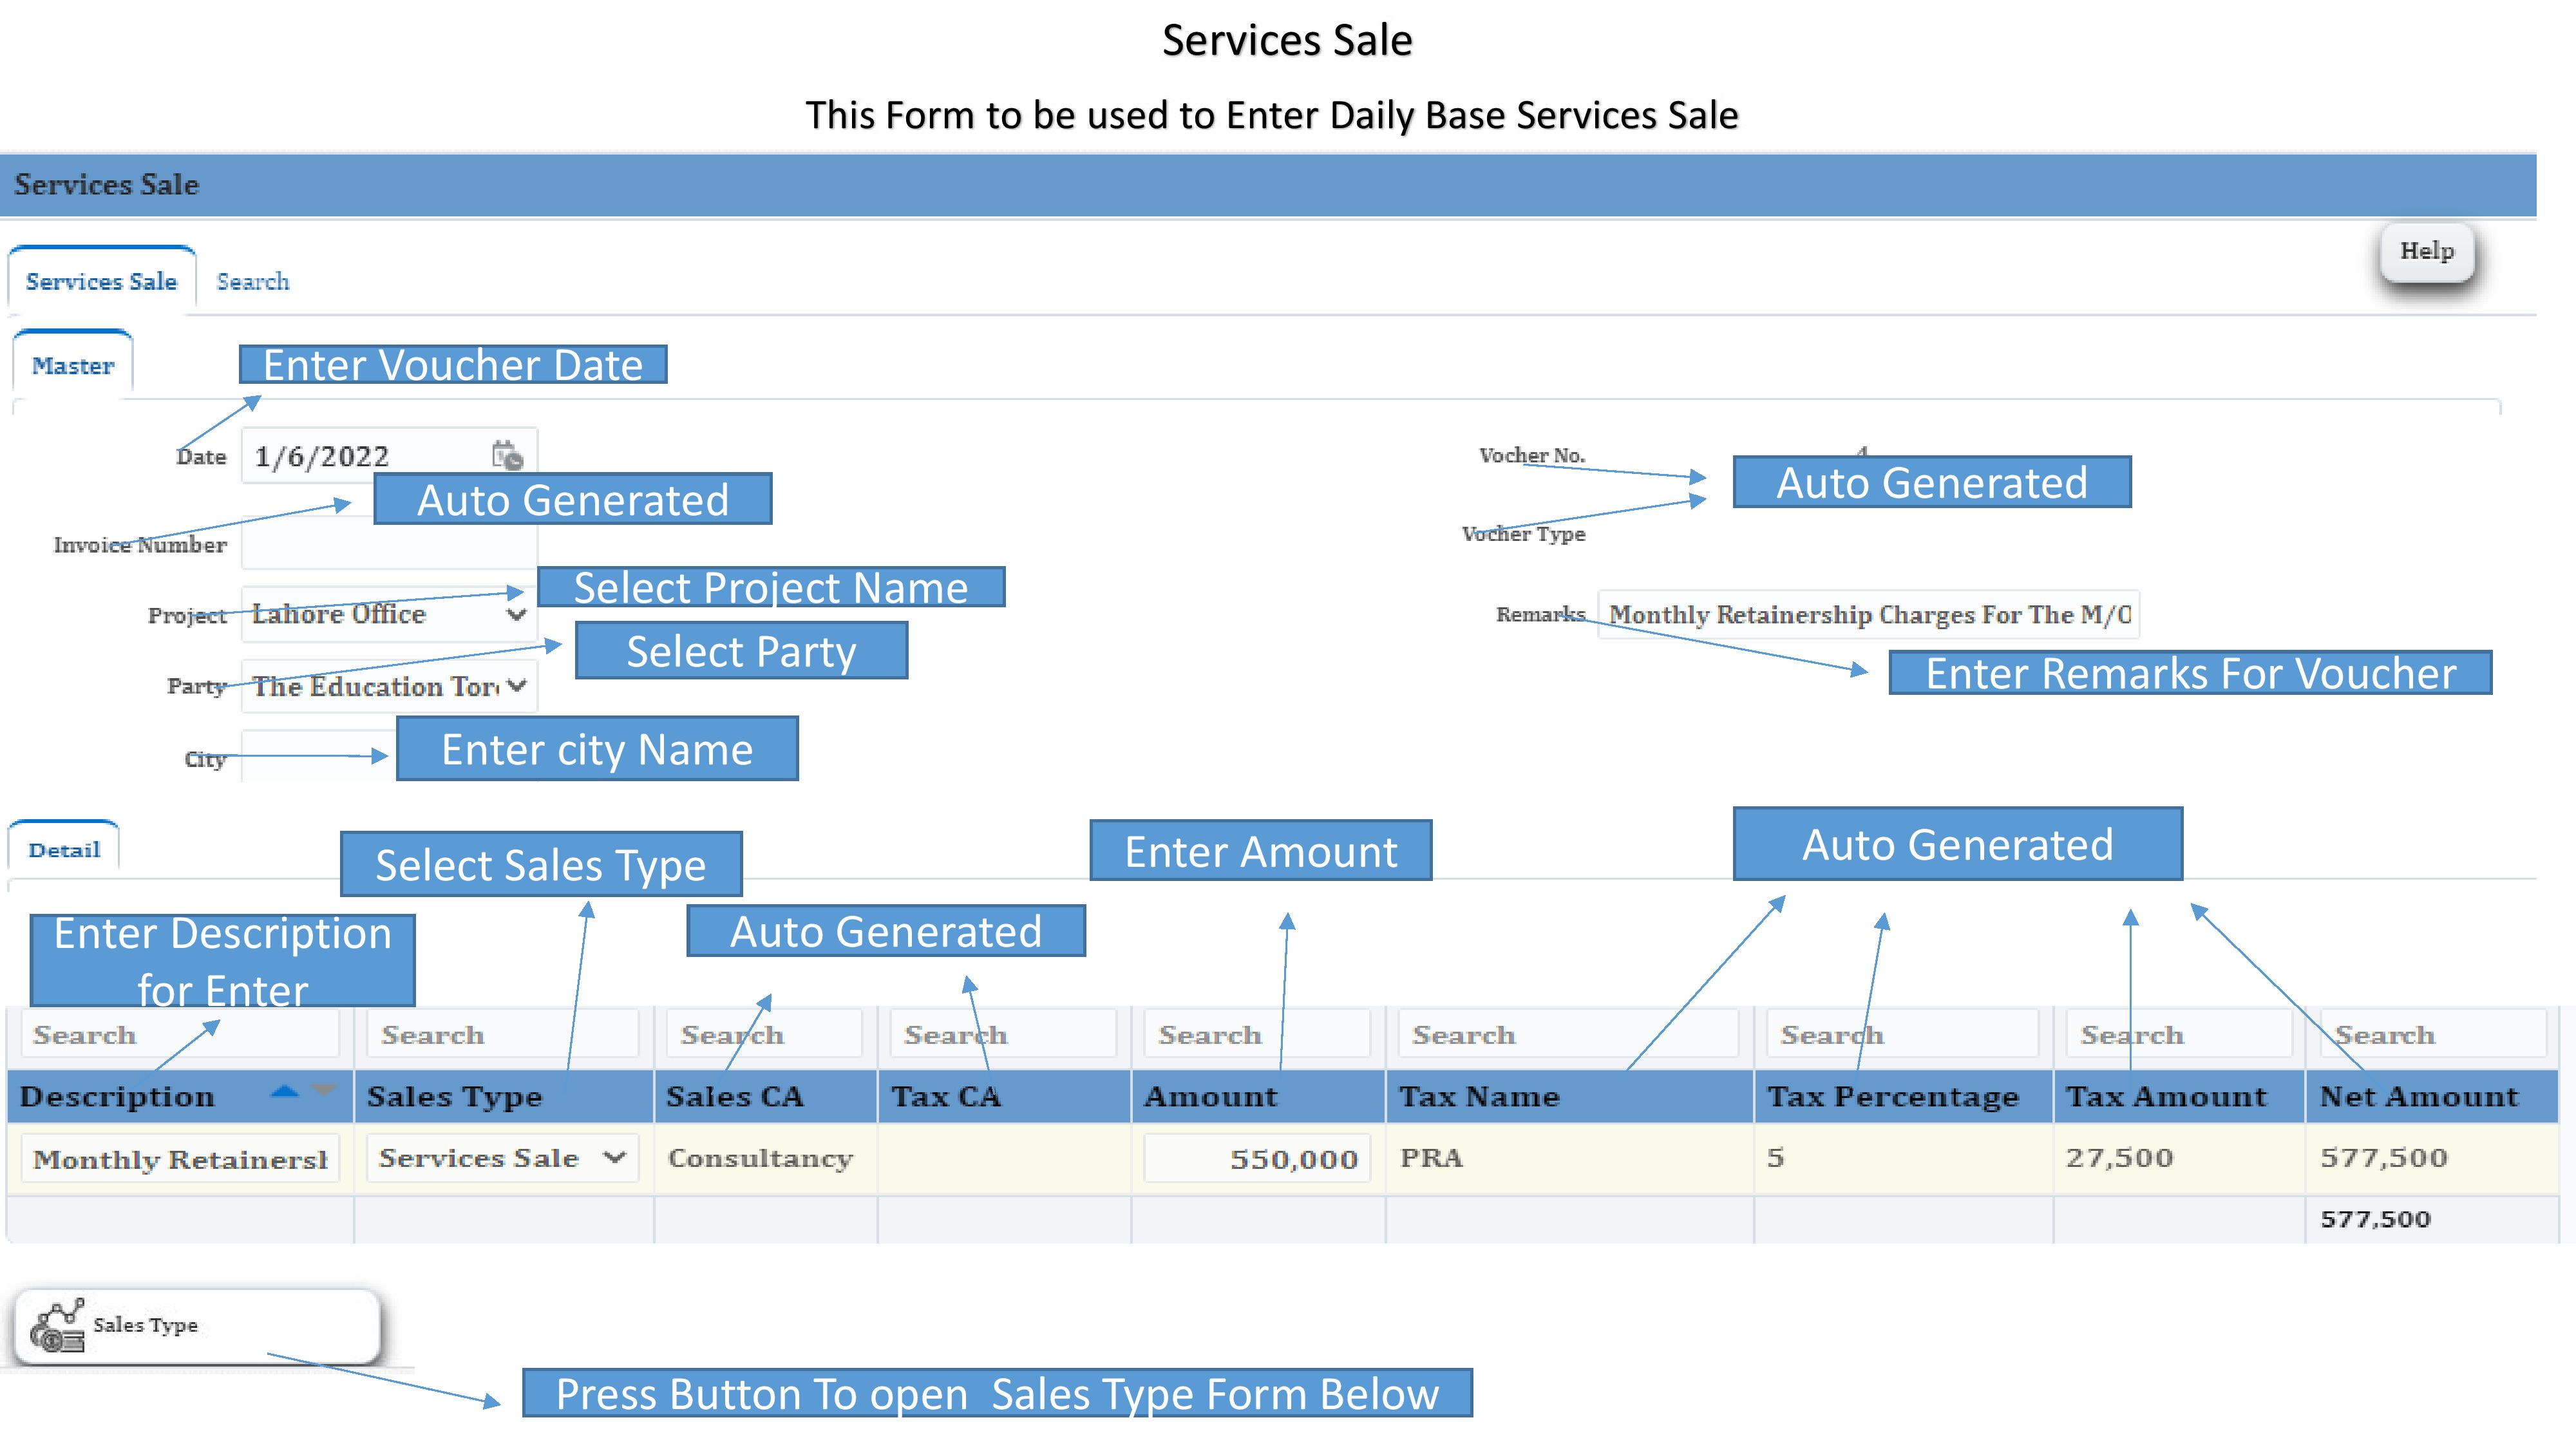 Services Sale
This Form to be used to Enter Daily Base Services Sale
Services Sale
Help
Services Sale Search
Master
Enter Voucher Date
Date 1/6/2022
Vocher No.
Auto Generated
Auto Generated
Invoice Number
Vocher Type
Select Project Name
Project Lahore Office
Remarks Monthly Retainership Charges For The M/O
Select Party
Party The Education
Enter Remarks For Voucher
Enter city Name
City
Detail
Select Sales Type
Enter Amount
Auto Generated
Enter Description
for Enter
Auto Generated
Search Search Search Search Search Search Search Search Search
Description Sales Type Sales CA Tax CA Amount Tax Name Tax Percentage Tax Amount Net Amount
Monthly Services Sale Consultancy 550,000 PRA 5 27,500 577,500
577,500
Sales Type
Press Button To open Sales Type Form Below